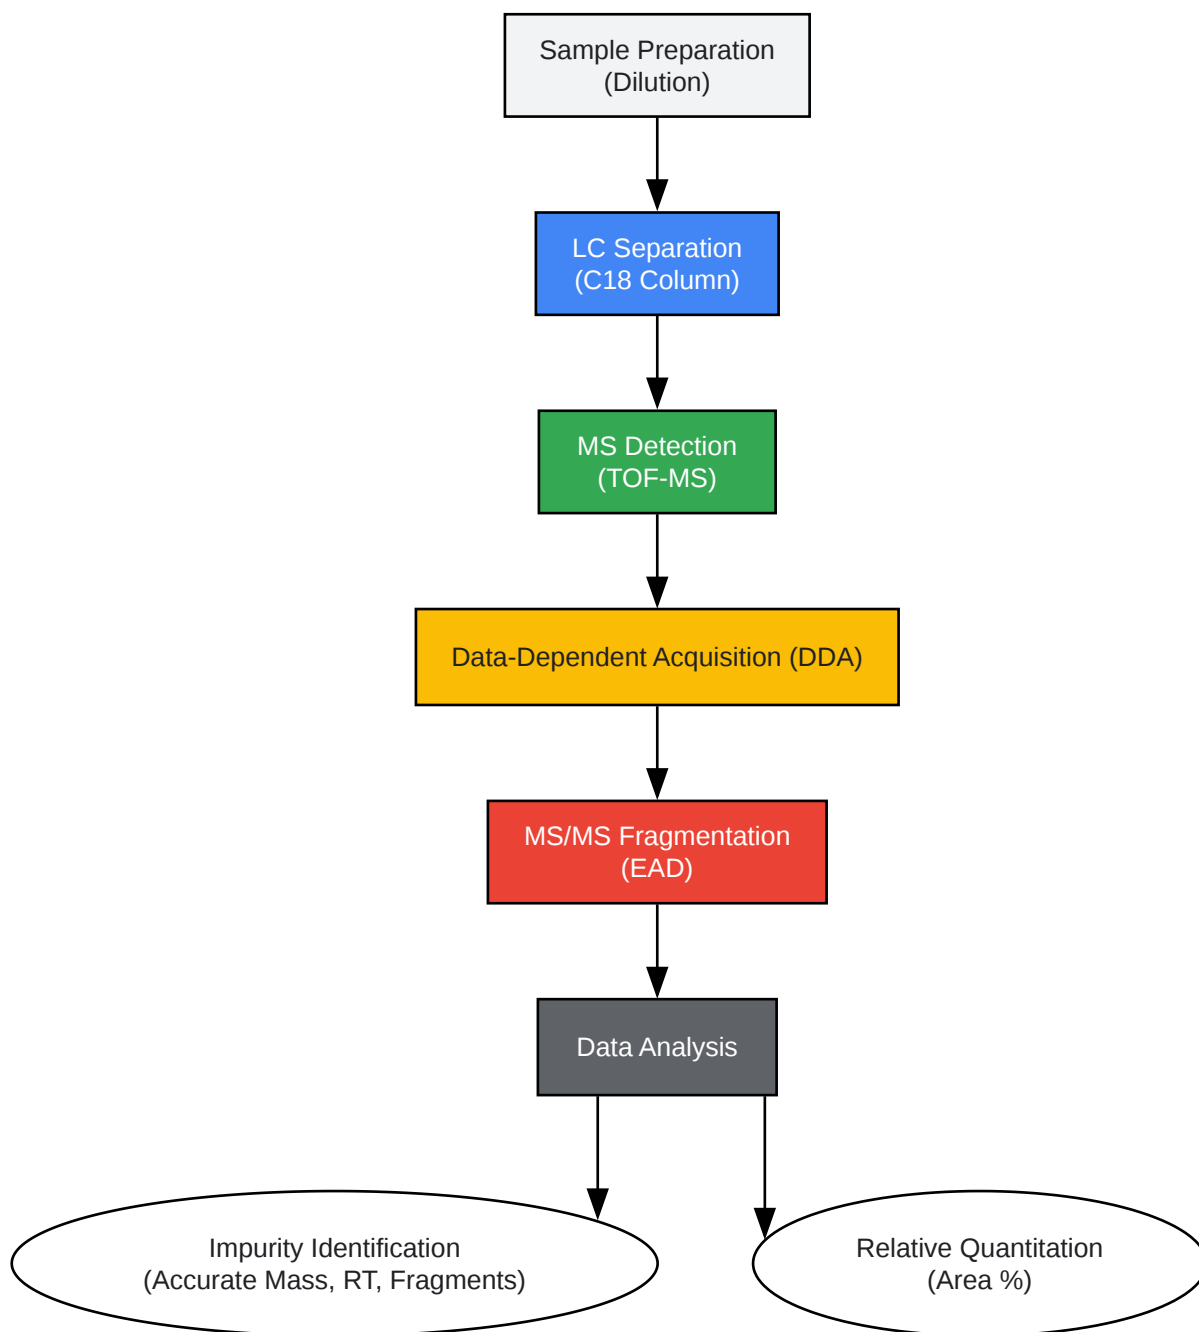 Sample Preparation
(Dilution)
LC Separation
(C18 Column)
MS Detection
(TOF-MS)
Data-Dependent Acquisition (DDA)
MS/MS Fragmentation
(EAD)
Data Analysis
Impurity Identification
(Accurate Mass, RT, Fragments)
Relative Quantitation
(Area %)